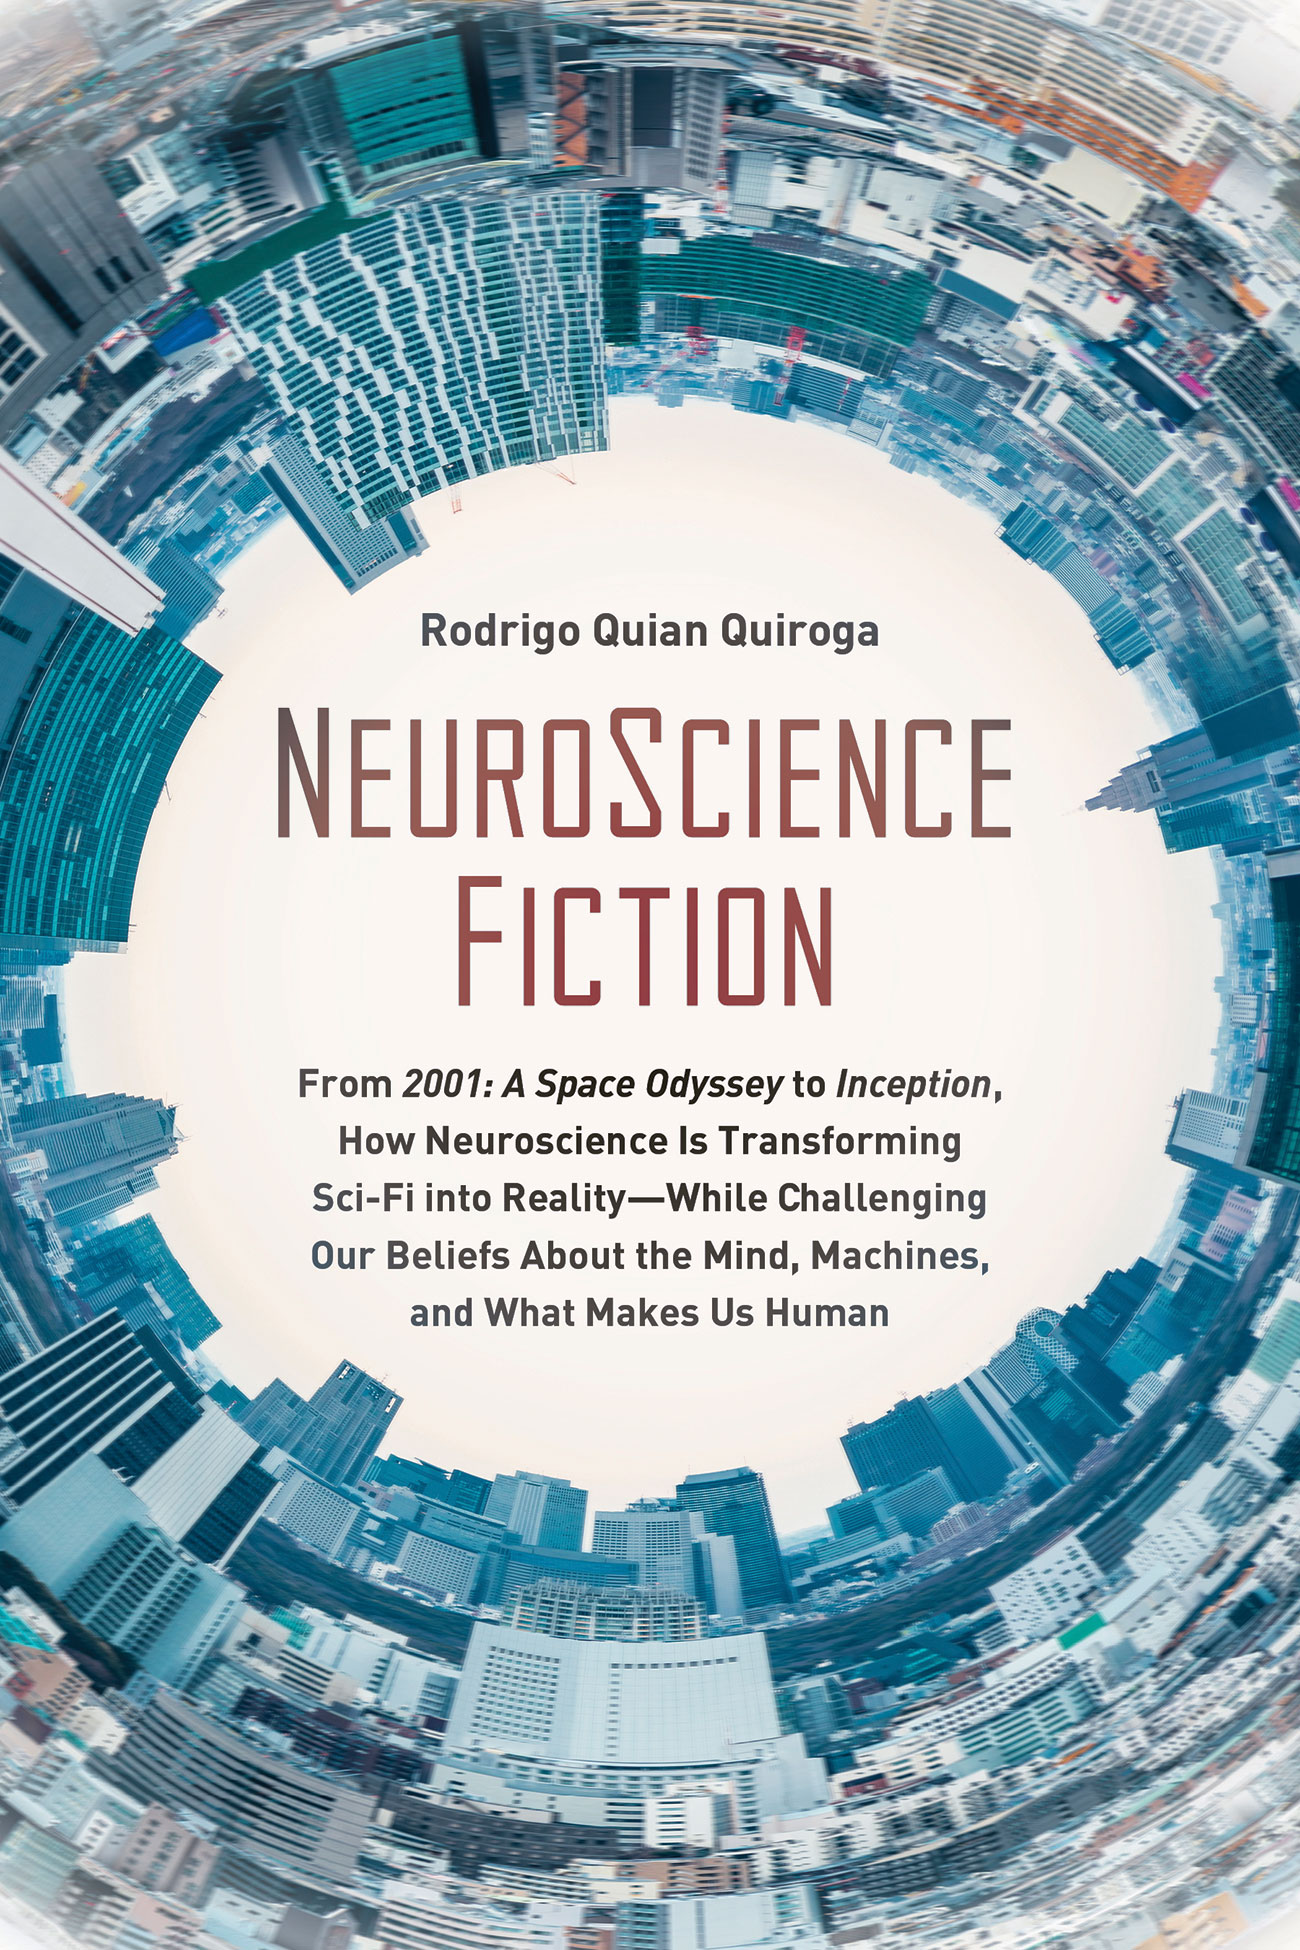 Rodrigo Quian Quiroga
NEUROSCIENCE
FICTION
From 2001: A Space Odyssey to Inception,
How Neuroscience Is Transforming
Sci-Fi into Reality—While Challenging
Our Beliefs About the Mind, Machines,
and What Makes Us Human